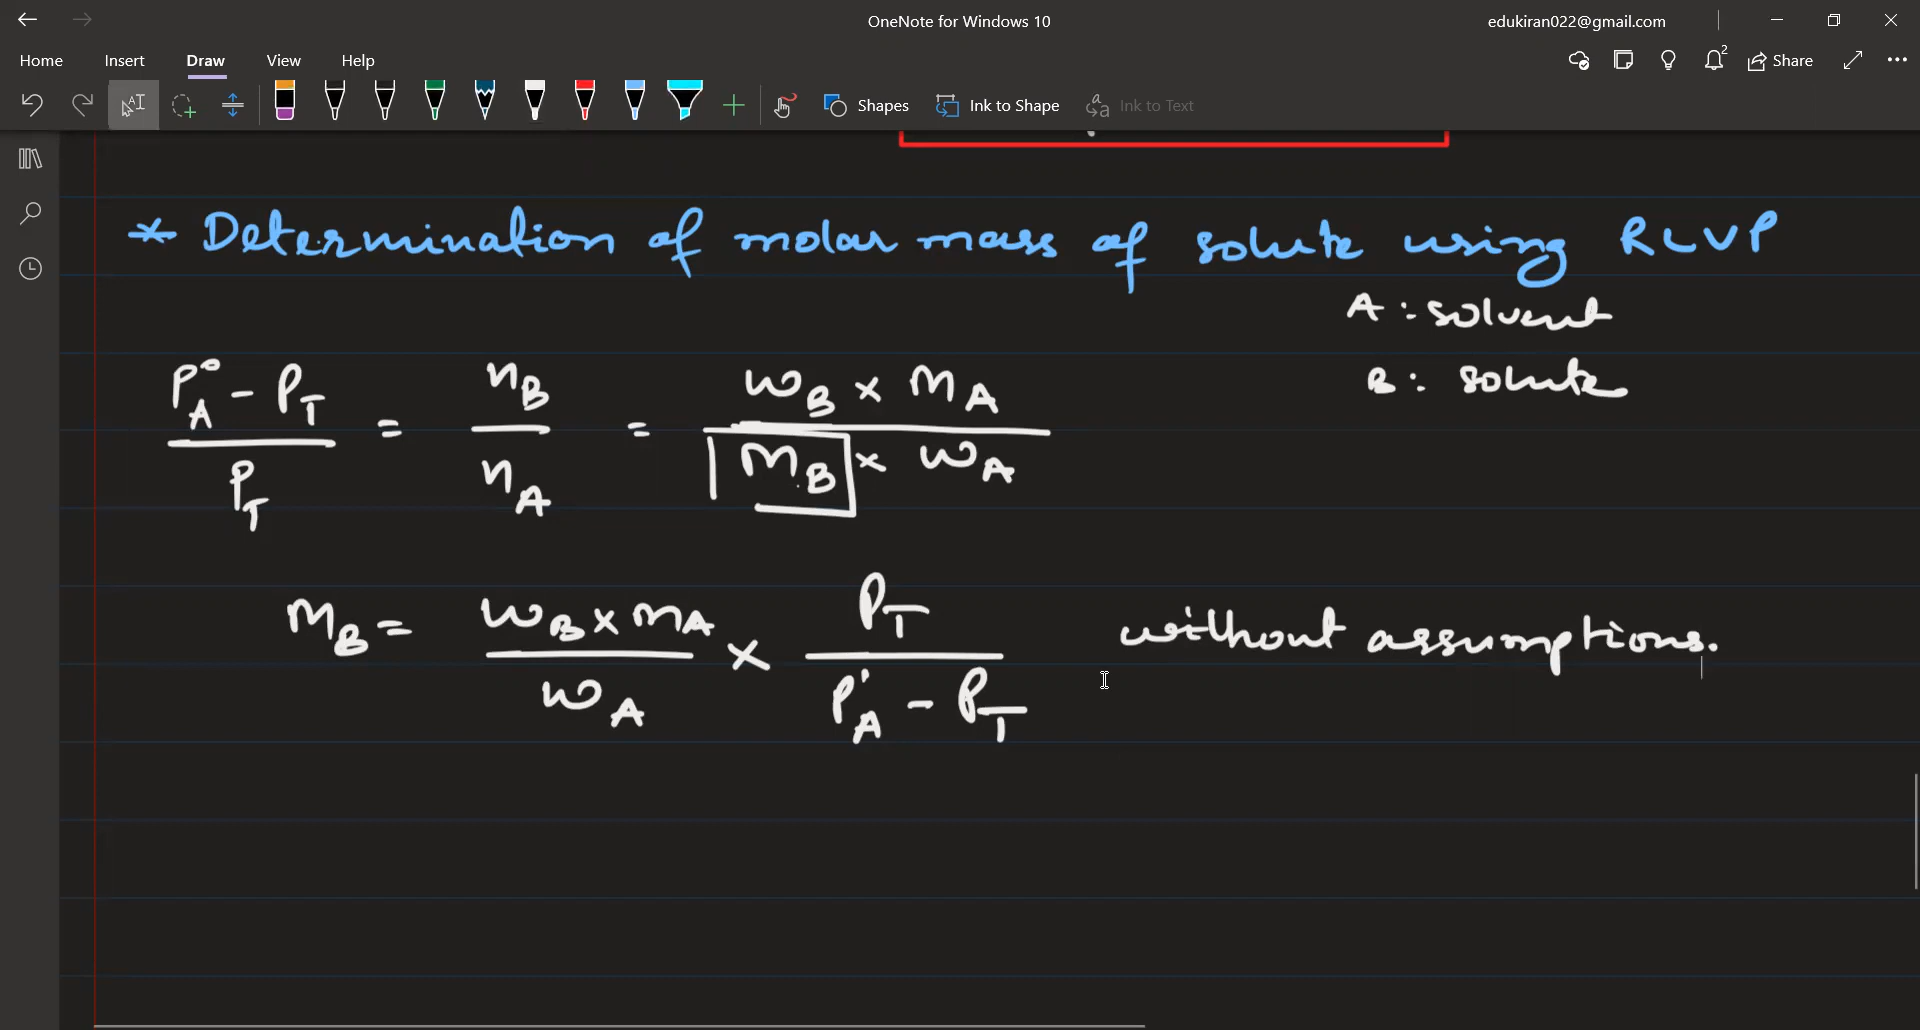 OneNote for Windows 10
edukiran022@gmail.com
Home Insert Draw View Help
2
Share
Shapes Ink to Shape Ink to Text
* Determination of molar mass of solute using RLVP
A : solvent
B : solute
P°A - PT / PT = nB / nA = wB × MA / MB × wA
MB = wB × MA / wA × PT / P°A - PT without assumptions.